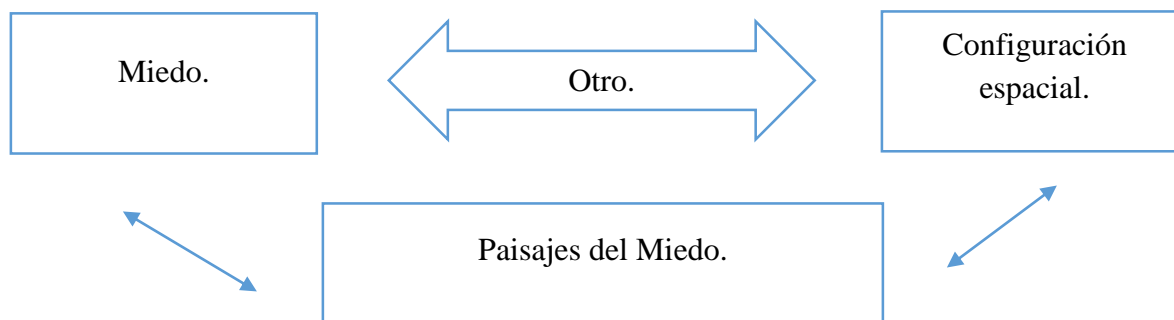 Miedo.
Otro.
Configuración
espacial.
Paisajes del Miedo.